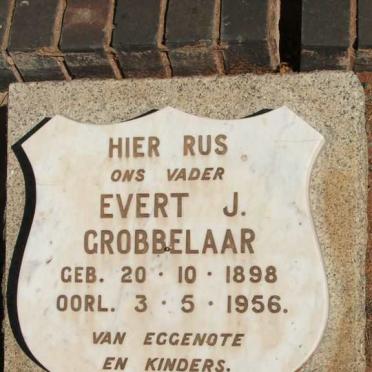 HIER RUS
ONS VADER
EVERT J.
GROBBELAAR
GEB. 20 · 10 · 1898
OORL. 3 · 5 · 1956.
VAN EGGENOTE
EN KINDERS.